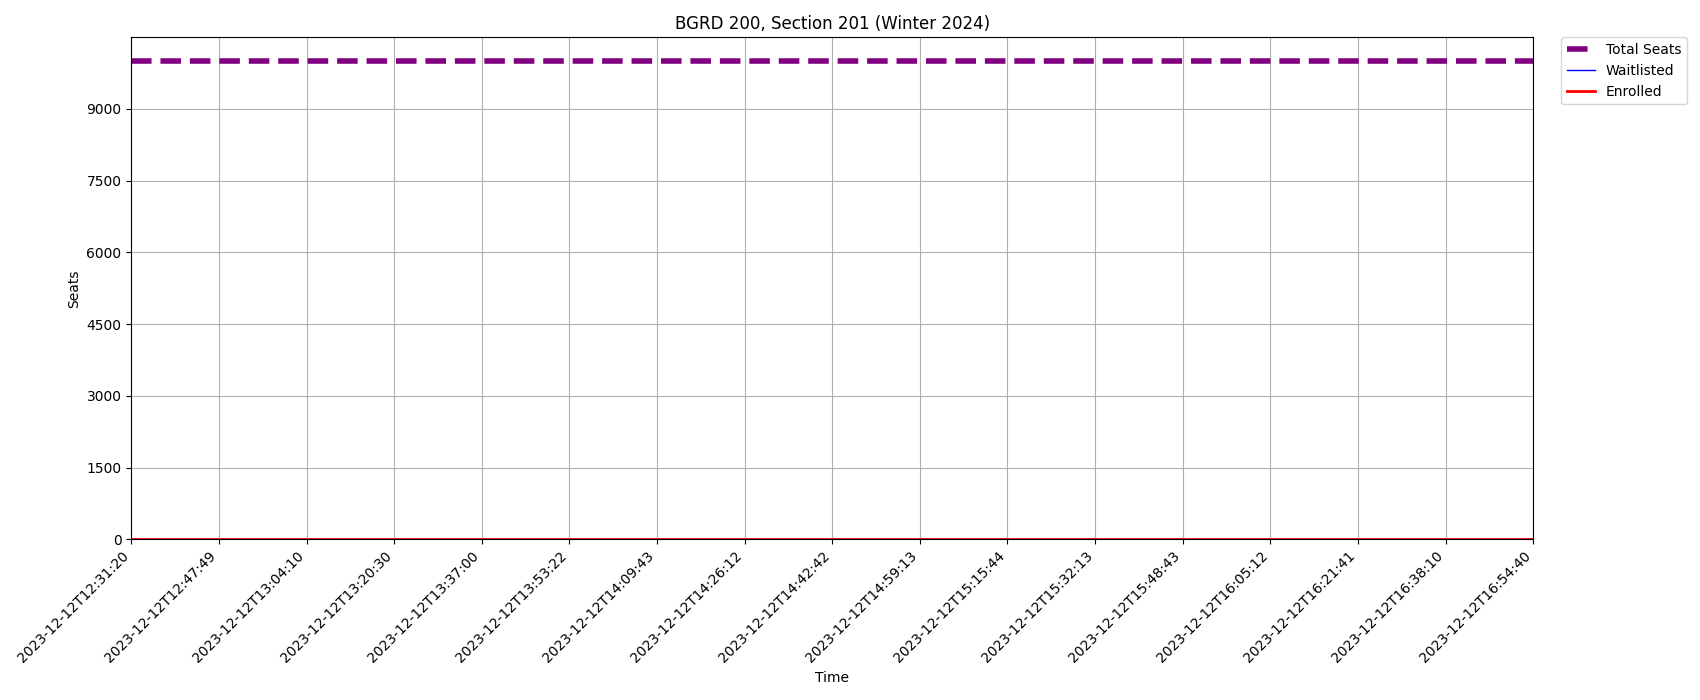 BGRD 200, Section 201 (Winter 2024)
Total Seats
Waitlisted
Enrolled
Seats
9000
7500
6000
4500
3000
1500
0
2023-12-12T12:31:20
2023-12-12T12:47:49
2023-12-12T13:04:10
2023-12-12T13:20:30
2023-12-12T13:37:00
2023-12-12T13:53:22
2023-12-12T14:09:43
2023-12-12T14:26:12
2023-12-12T14:42:42
2023-12-12T14:59:13
2023-12-12T15:15:44
2023-12-12T15:32:13
2023-12-12T15:48:43
2023-12-12T16:05:12
2023-12-12T16:21:41
2023-12-12T16:38:10
2023-12-12T16:54:40
Time